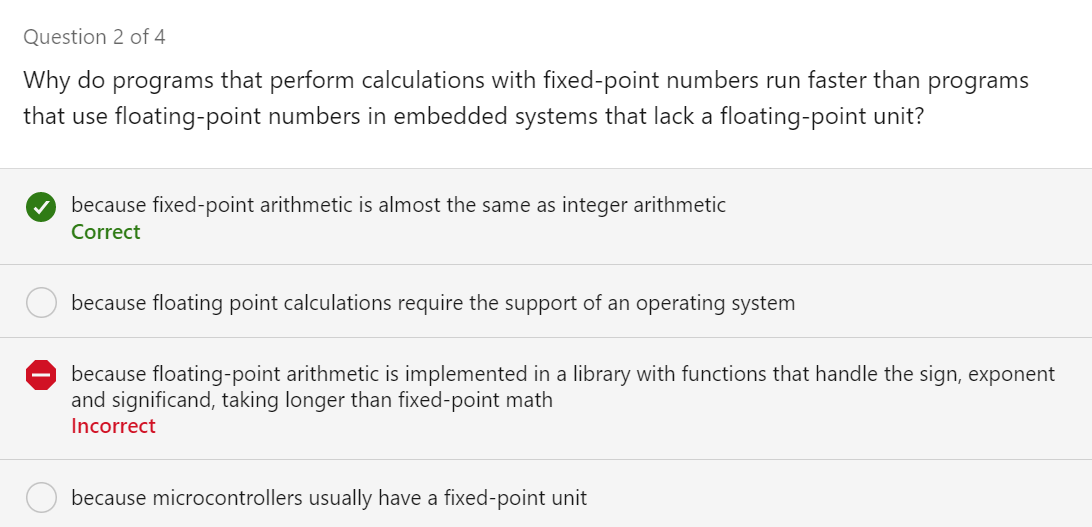 Question 2 of 4
Why do programs that perform calculations with fixed-point numbers run faster than programs
that use floating-point numbers in embedded systems that lack a floating-point unit?
because fixed-point arithmetic is almost the same as integer arithmetic
Correct
because floating point calculations require the support of an operating system
because floating-point arithmetic is implemented in a library with functions that handle the sign, exponent
and significand, taking longer than fixed-point math
Incorrect
because microcontrollers usually have a fixed-point unit